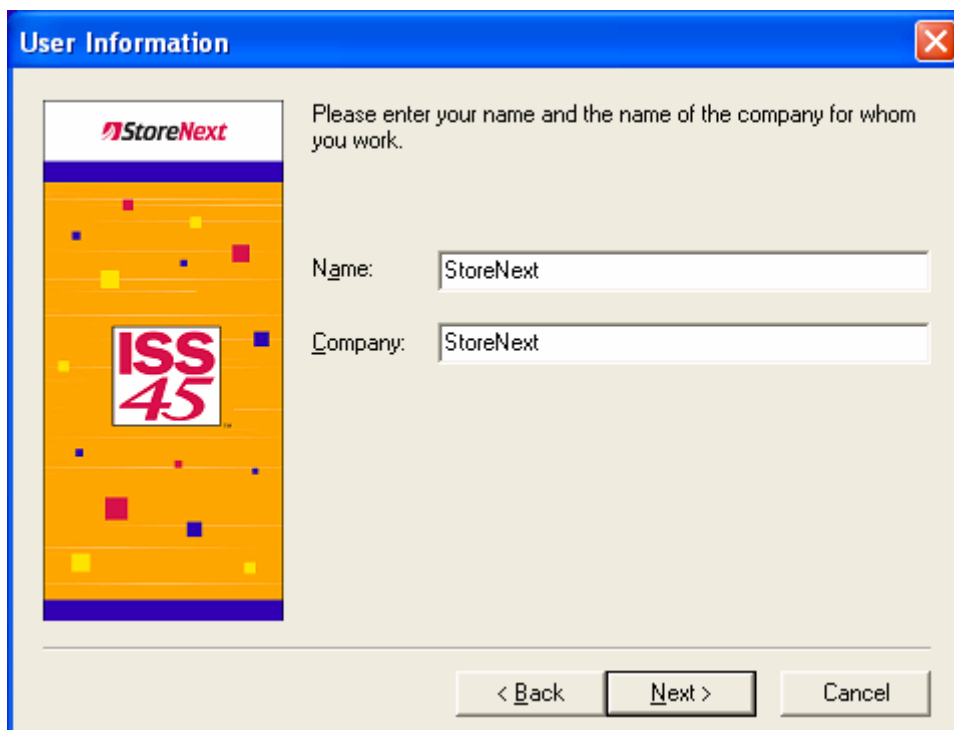 User Information
StoreNext
Please enter your name and the name of the company for whom
you work.
Name:
StoreNext
Company:
StoreNext
ISS
45
™
< Back
Next >
Cancel